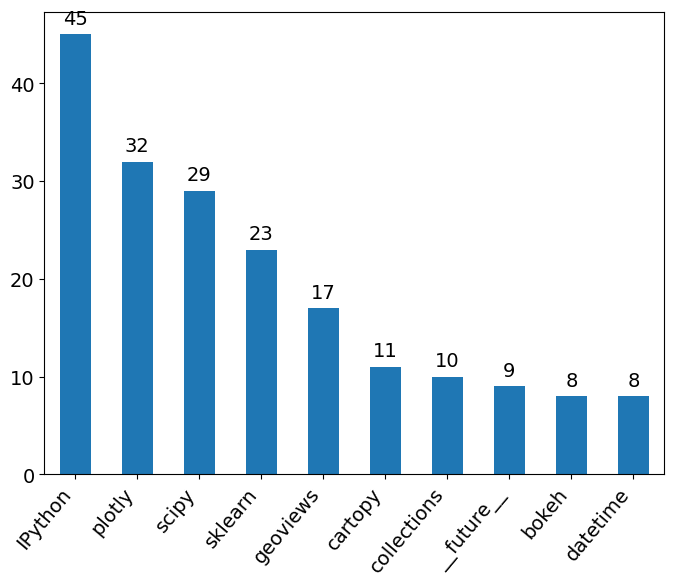 45
40
32
30
29
23
20
17
11
10
10
9
8
8
0
IPython
plotly
scipy
sklearn
geoviews
cartopy
collections
__future__
bokeh
datetime